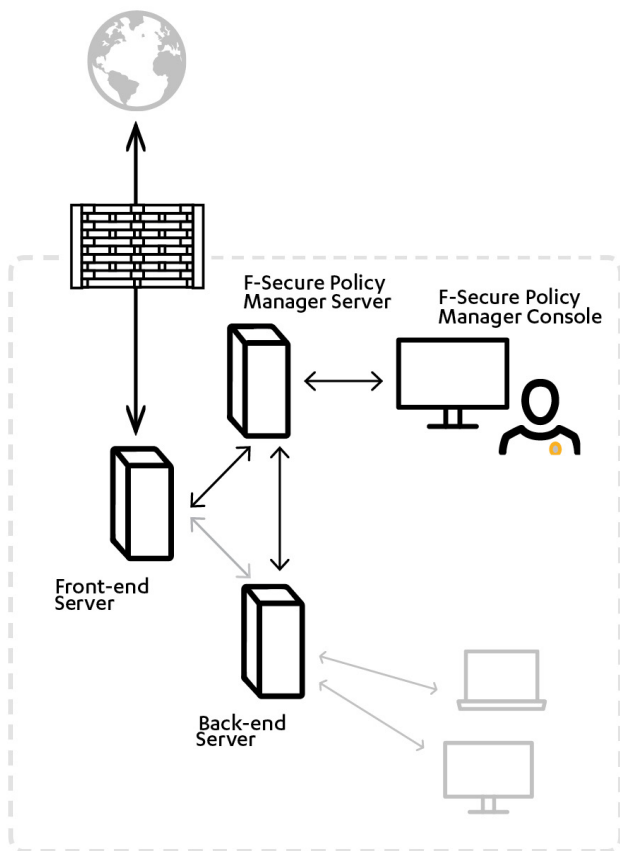 F-Secure Policy
Manager Server
F-Secure Policy
Manager Console
Front-end
Server
Back-end
Server